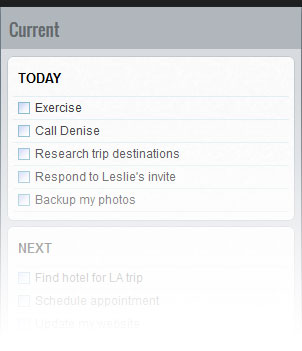 Current
TODAY
Exercise
Call Denise
Research trip destinations
Respond to Leslie's invite
Backup my photos
NEXT
Find hotel for LA trip
Schedule appointment
Update my website